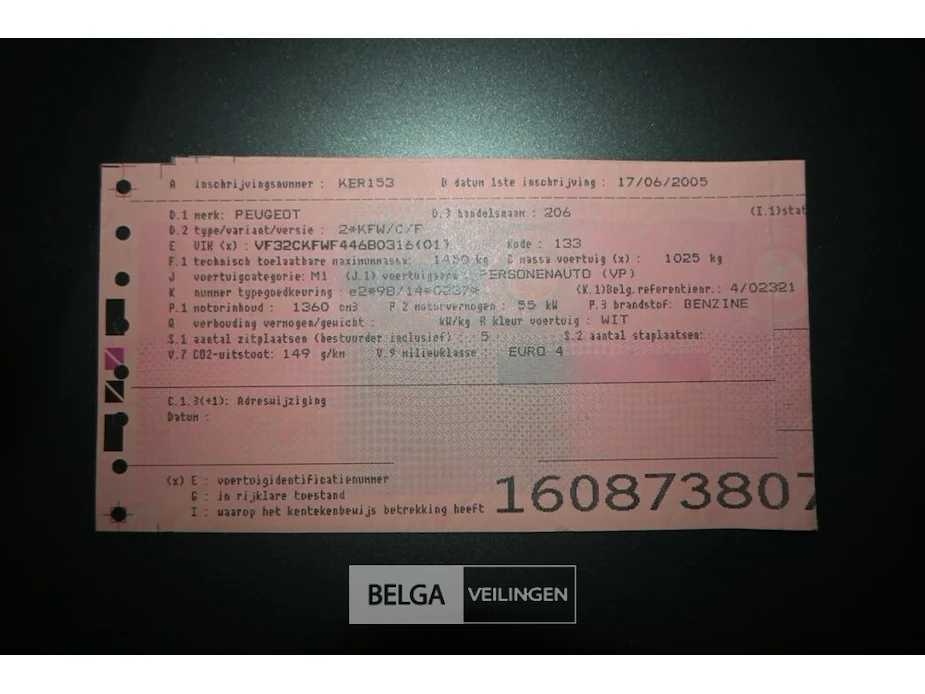 A inschrijvingsnummer : KER153 B datum 1ste inschrijving : 17/06/2005
D.1 merk: PEUGEOT D.3 handelsnaam : 206 (I.1)stat
D.2 type/variant/versie : 2*KFW/C/F
E VIN (x) : VF32CKFWF44680316(01) Kode : 133
F.1 technisch toelaatbare maximummassa: 1450 kg G massa voertuig (x) : 1025 kg
J voertuigcategorie: M1 (J.1) voertuigaard : PERSONENAUTO (VP)
K nummer typegoedkeuring : e2*98/14*0237* (K.1)Belg.referentienr.: 4/02321
P.1 motorinhoud : 1360 cm3 P.2 motorvermogen : 55 kW P.3 brandstof: BENZINE
Q verhouding vermogen/gewicht : kW/kg R kleur voertuig : WIT
S.1 aantal zitplaatsen (bestuurder inclusief) : 5 S.2 aantal staplaatsen:
V.7 CO2-uitstoot: 149 g/km V.9 milieuklasse : EURO 4
C.1.3(*1): Adreswijziging
Datum :
(x) E : voertuigidentificatienummer
G : in rijklare toestand
I : waarop het kentekenbewijs betrekking heeft
160873807
BELGA VEILINGEN